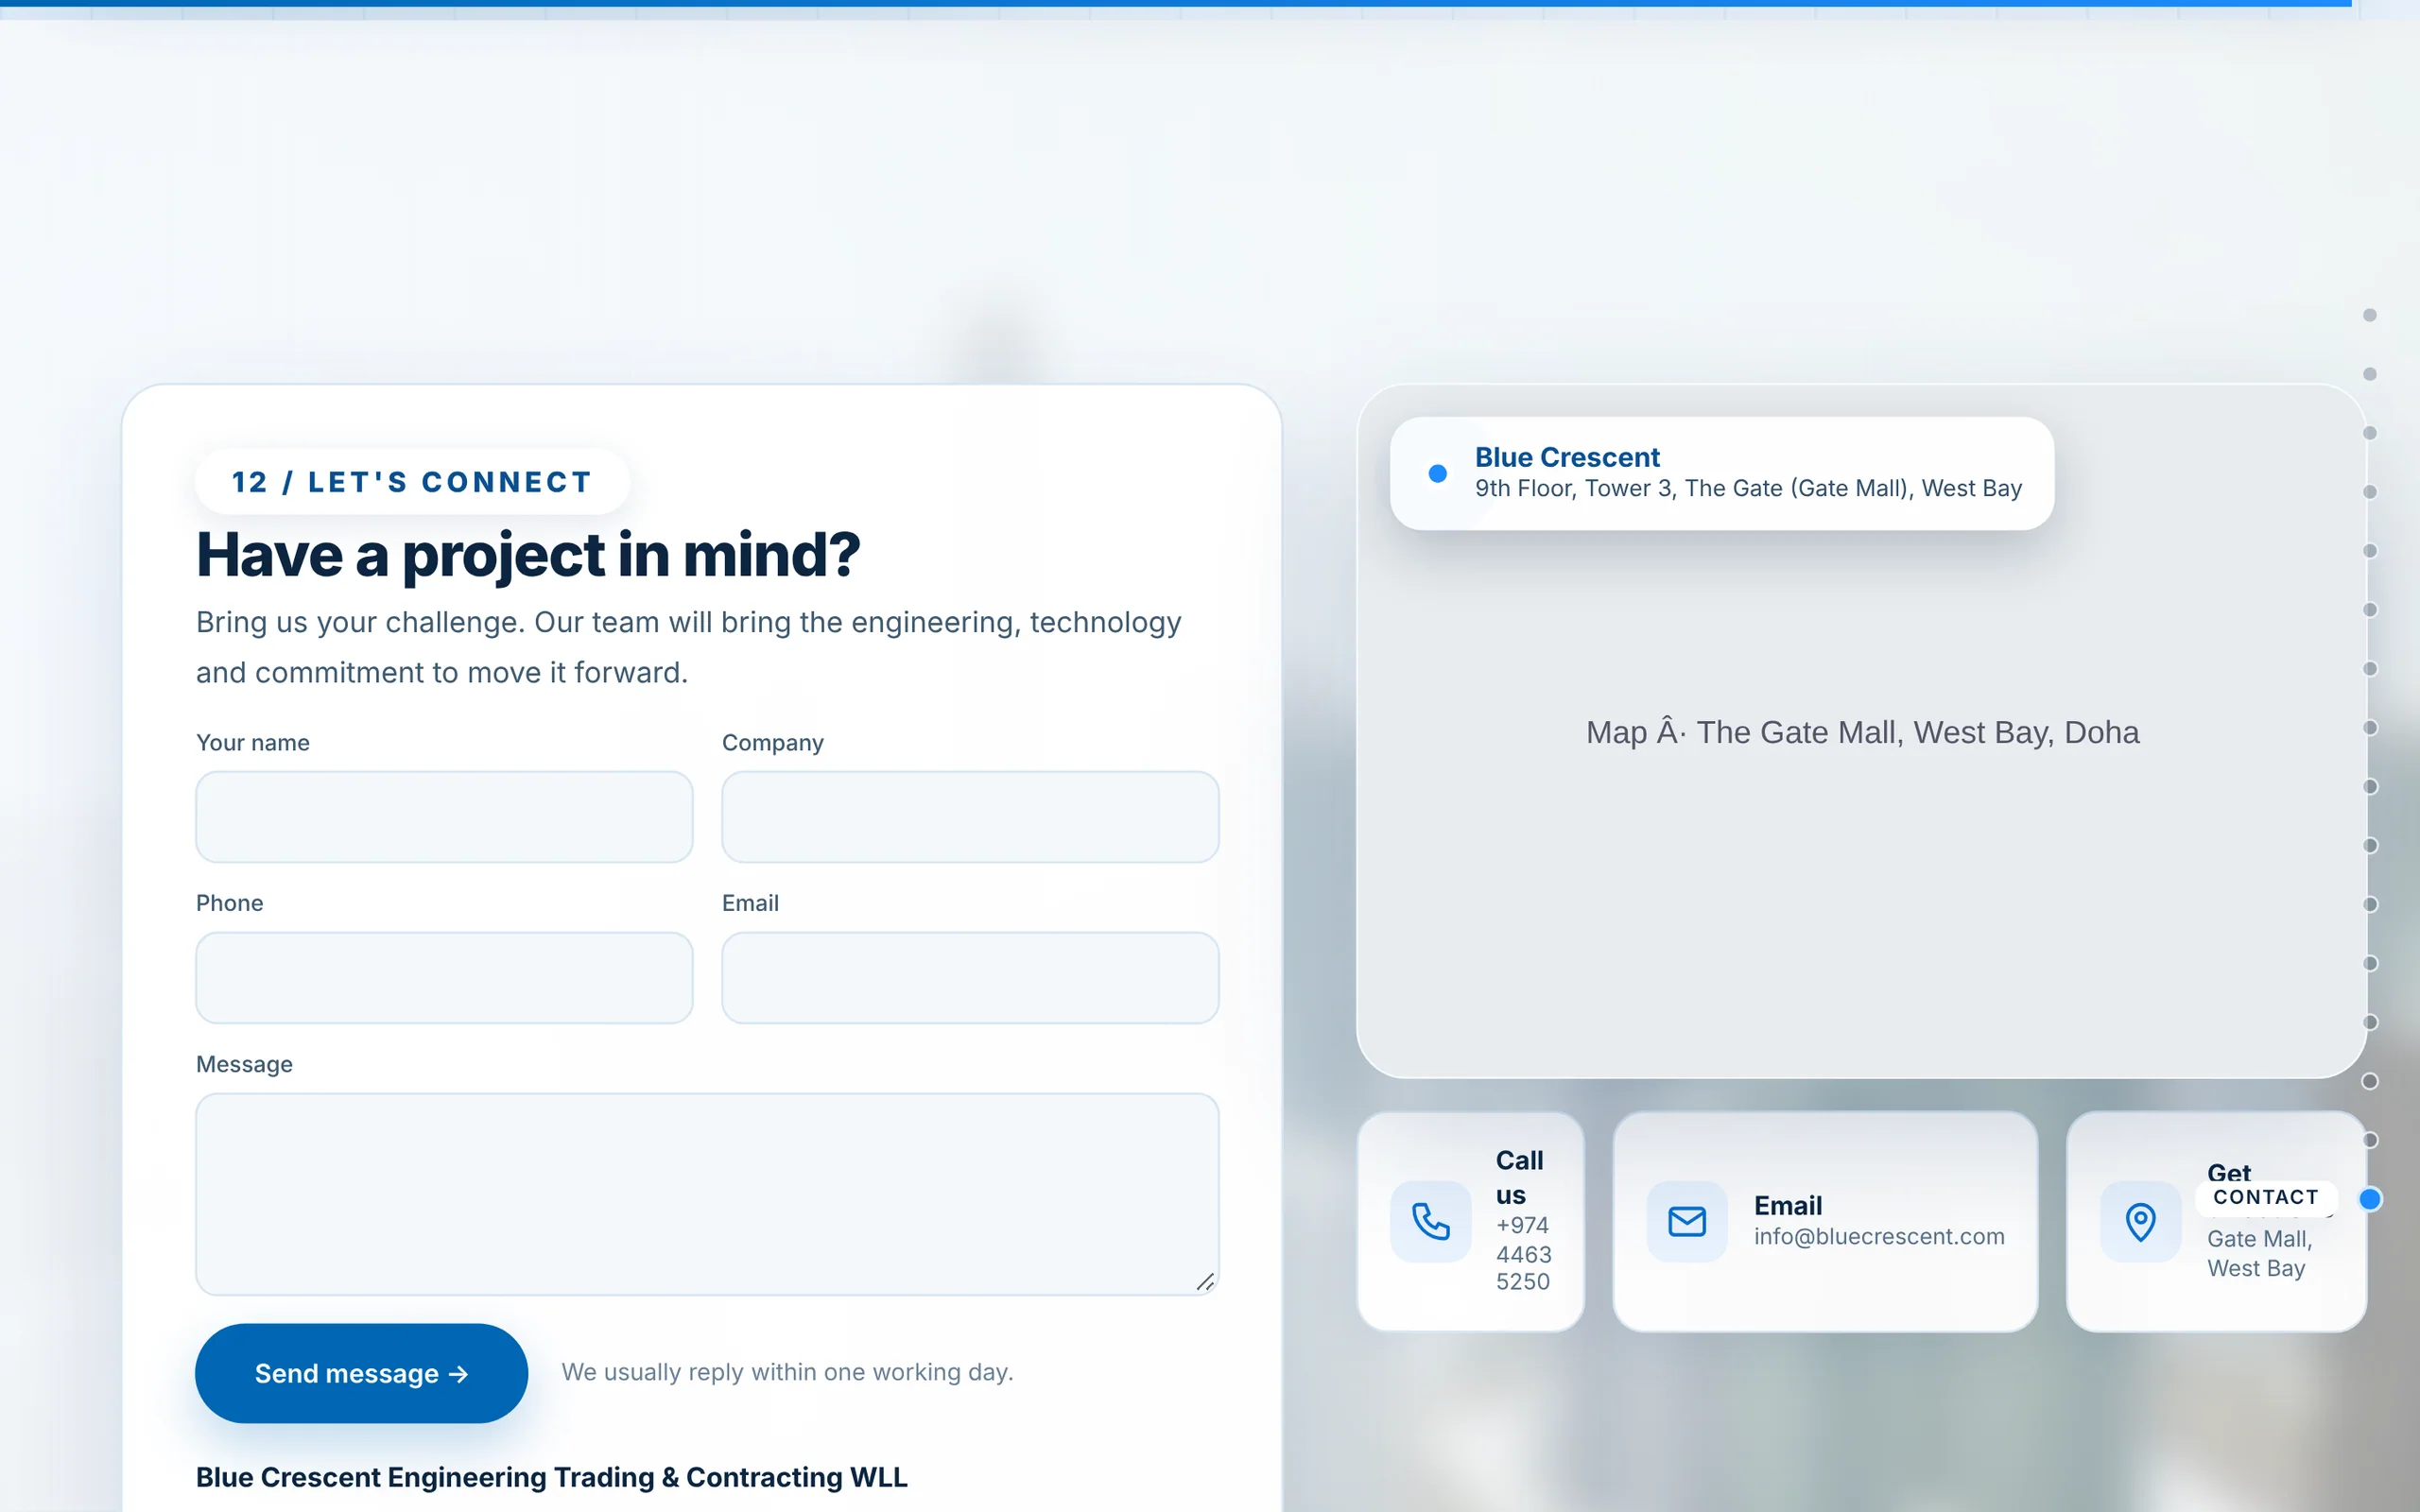 12 / LET'S CONNECT
Have a project in mind?
Bring us your challenge. Our team will bring the engineering, technology
and commitment to move it forward.
Your name
Company
Phone
Email
Message
Send message →
We usually reply within one working day.
Blue Crescent Engineering Trading & Contracting WLL
Blue Crescent
9th Floor, Tower 3, The Gate (Gate Mall), West Bay
Map Â· The Gate Mall, West Bay, Doha
Call
us
+974
4463
5250
Email
info@bluecrescent.com
Get
CONTACT
Gate Mall,
West Bay